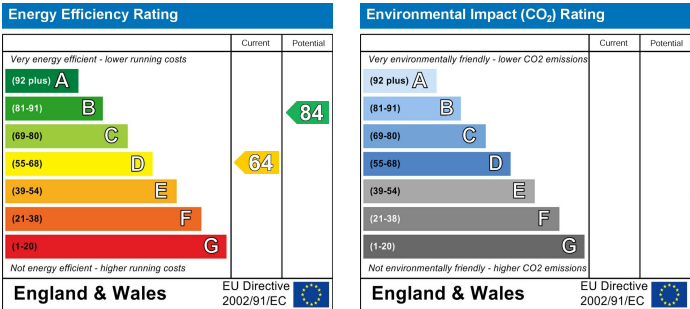 Energy Efficiency Rating
Current
Potential
Very energy efficient - lower running costs
(92 plus) A
(81-91) B
84
(69-80) C
(55-68) D
64
(39-54) E
(21-38) F
(1-20) G
Not energy efficient - higher running costs
England & Wales
EU Directive
2002/91/EC
Environmental Impact (CO₂) Rating
Current
Potential
Very environmentally friendly - lower CO2 emissions
(92 plus) A
(81-91) B
(69-80) C
(55-68) D
(39-54) E
(21-38) F
(1-20) G
Not environmentally friendly - higher CO2 emissions
England & Wales
EU Directive
2002/91/EC